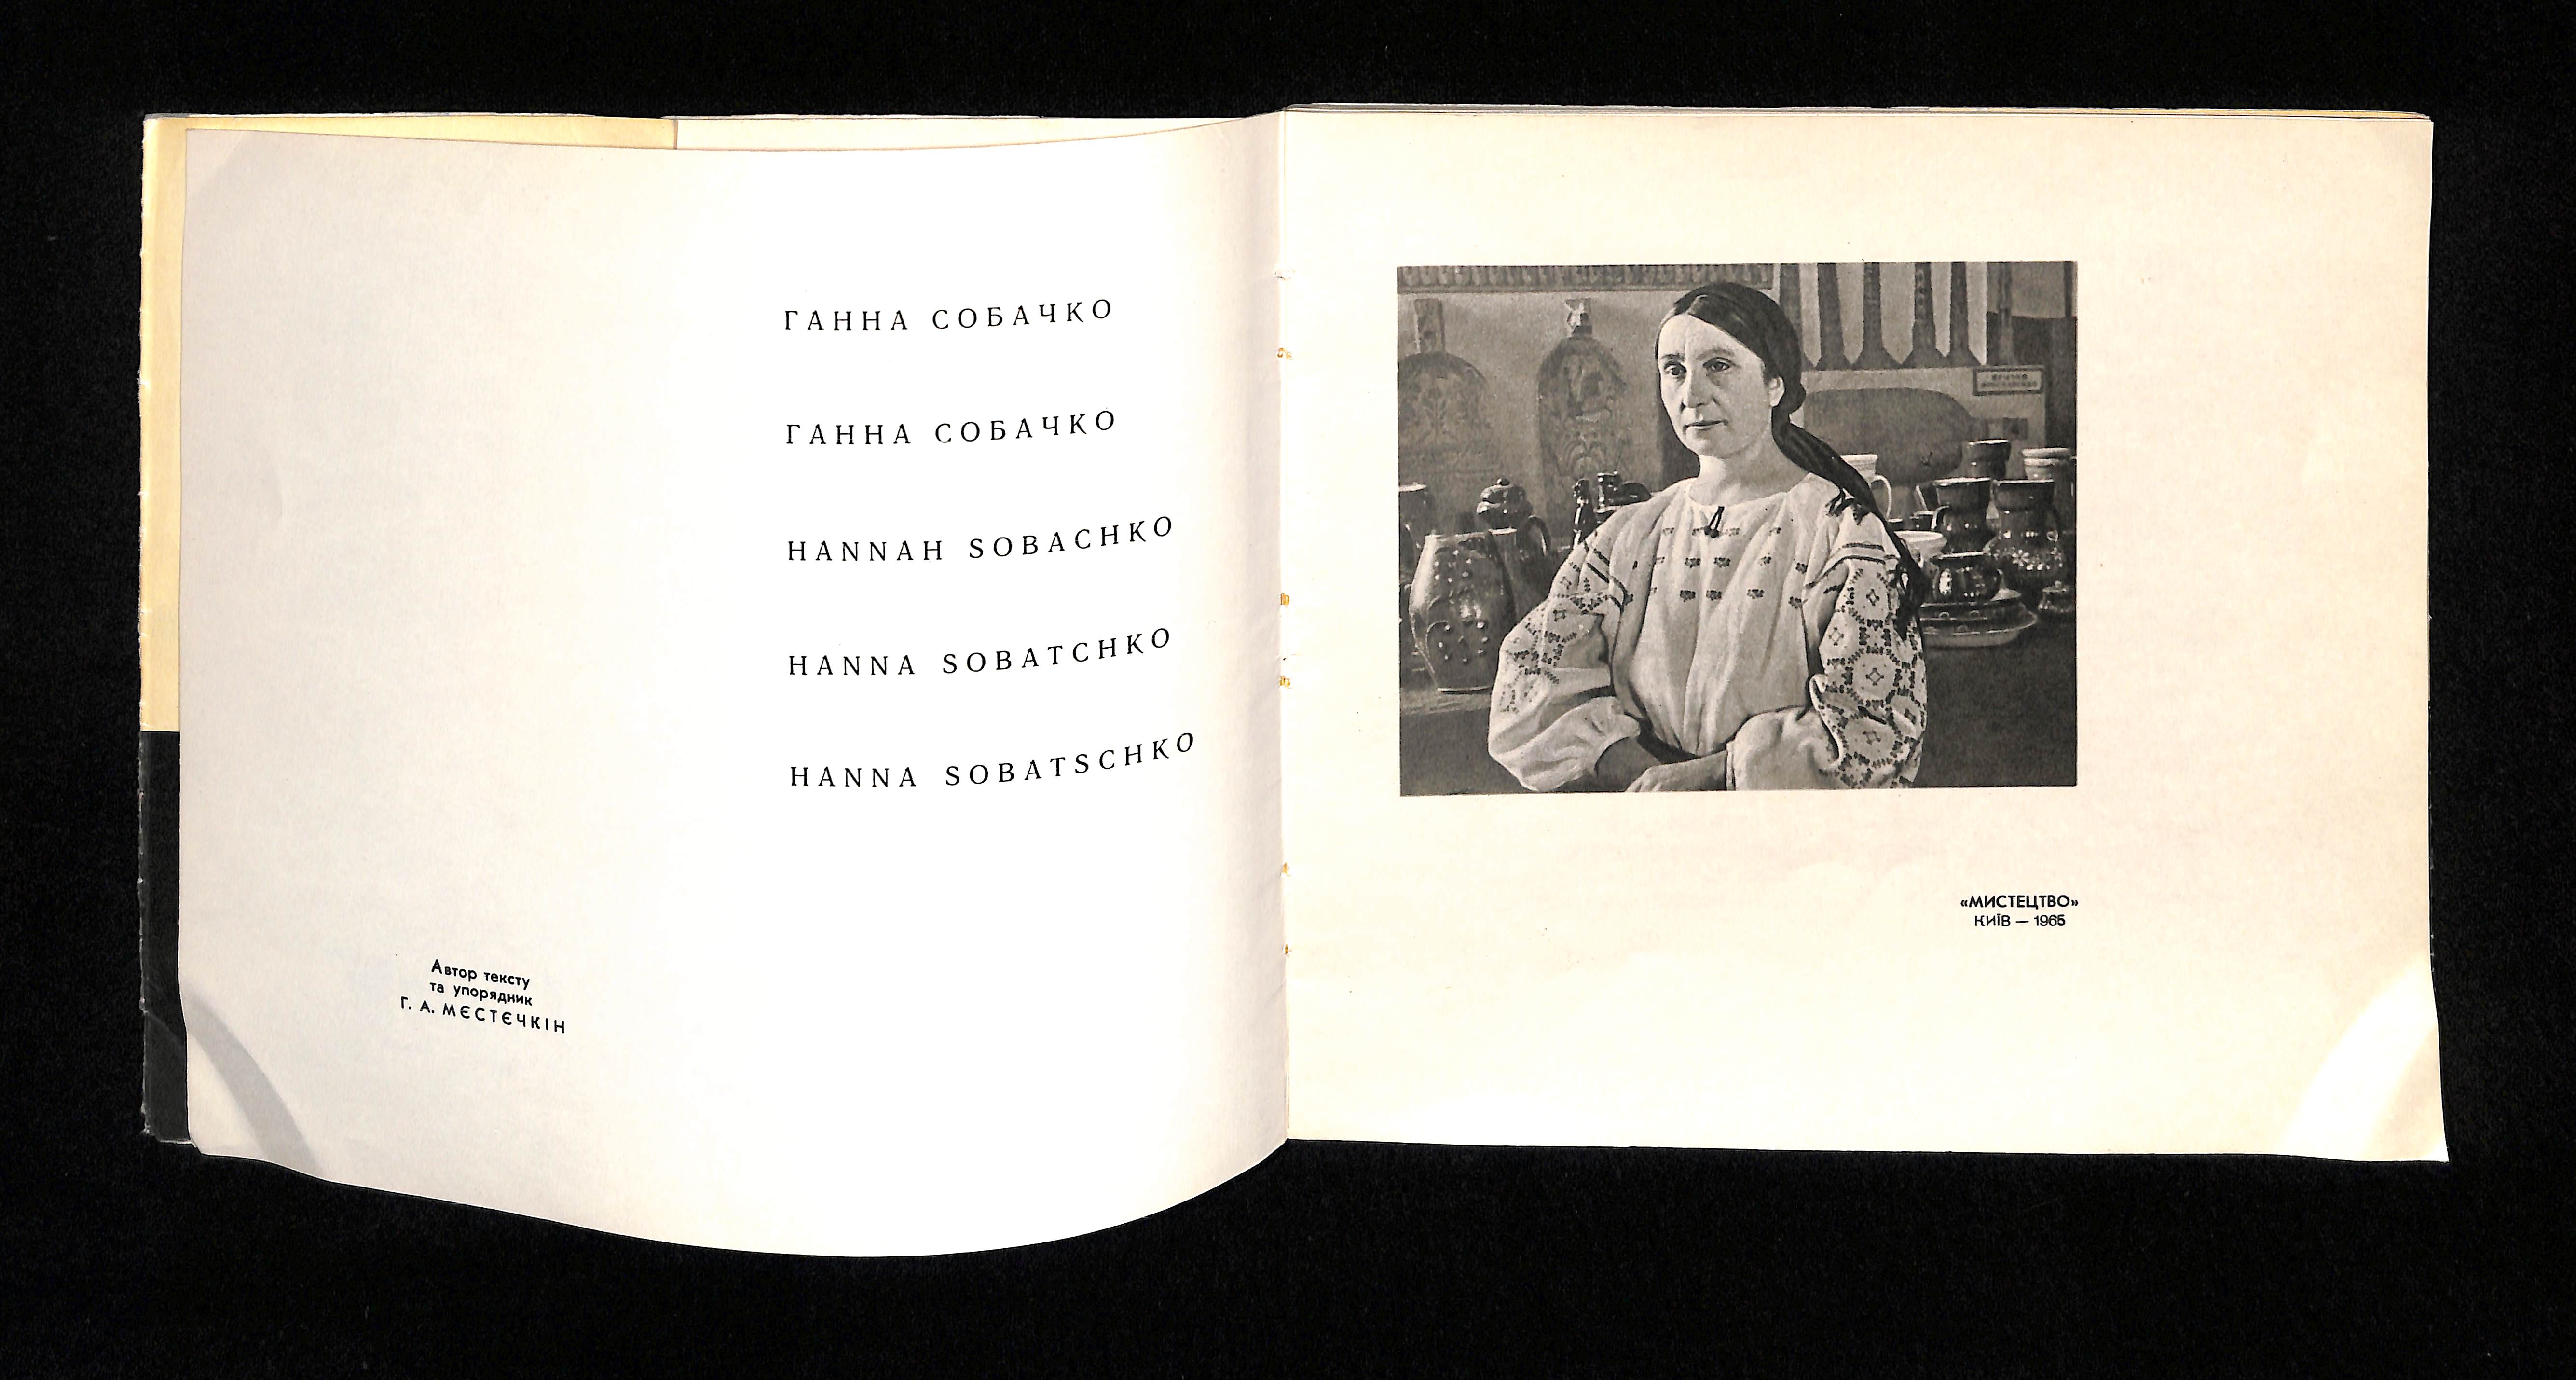 ГАННА СОБАЧКО
ГАННА СОБАЧКО
HANNAH SOBACHKO
HANNA SOBATCHKO
HANNA SOBATSCHKO
Автор тексту
та упорядник
Г. А. МЄСТЄЧКІН
«МИСТЕЦТВО»
КИЇВ — 1965